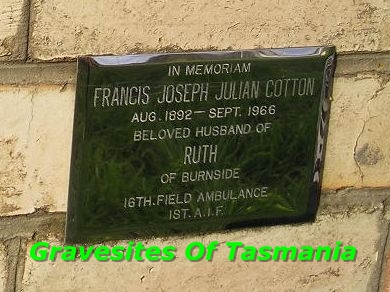 IN MEMORIAM
FRANCIS JOSEPH JULIAN COTTON
AUG. 1892 — SEPT. 1966
BELOVED HUSBAND OF
RUTH
OF BURNSIDE
16TH. FIELD AMBULANCE
1ST. A.I.F.
Gravesites Of Tasmania